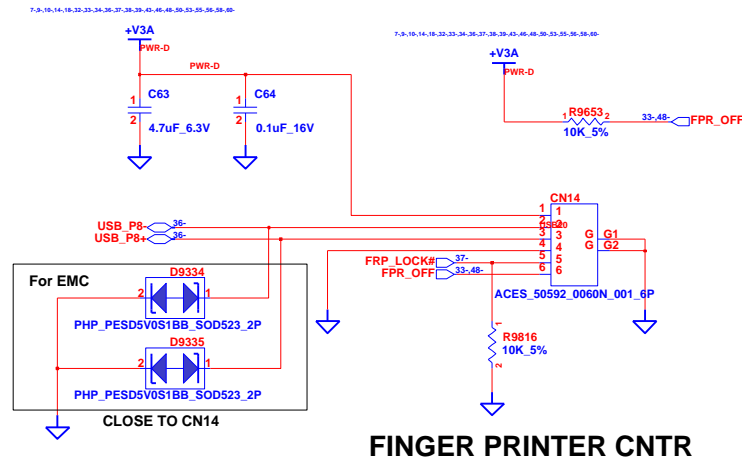 7-,9-,10-,14-,18-,32-,33-,34-,36-,37-,38-,39-,43-,46-,48-,50-,53-,55-,56-,58-,60-
+V3A
PWR-D
PWR-D
1
C63
2
4.7uF_6.3V
1
C64
2
0.1uF_16V
7-,9-,10-,14-,18-,32-,33-,34-,36-,37-,38-,39-,43-,46-,48-,50-,53-,55-,56-,58-,60-
+V3A
PWR-D
R9653
1
2
10K_5%
33-,48-
FPR_OFF
USB_P8-
36-
USB_P8+
36-
FRP_LOCK#
37-
FPR_OFF
33-,48-
CN14
1 1
2 2
3 3
4 4
5 5
6 6
USB20
G G1
G G2
ACES_50592_0060N_001_6P
1
R9816
10K_5%
2
For EMC
D9334
2 1
PHP_PESD5V0S1BB_SOD523_2P
D9335
2 1
PHP_PESD5V0S1BB_SOD523_2P
CLOSE TO CN14
FINGER PRINTER CNTR